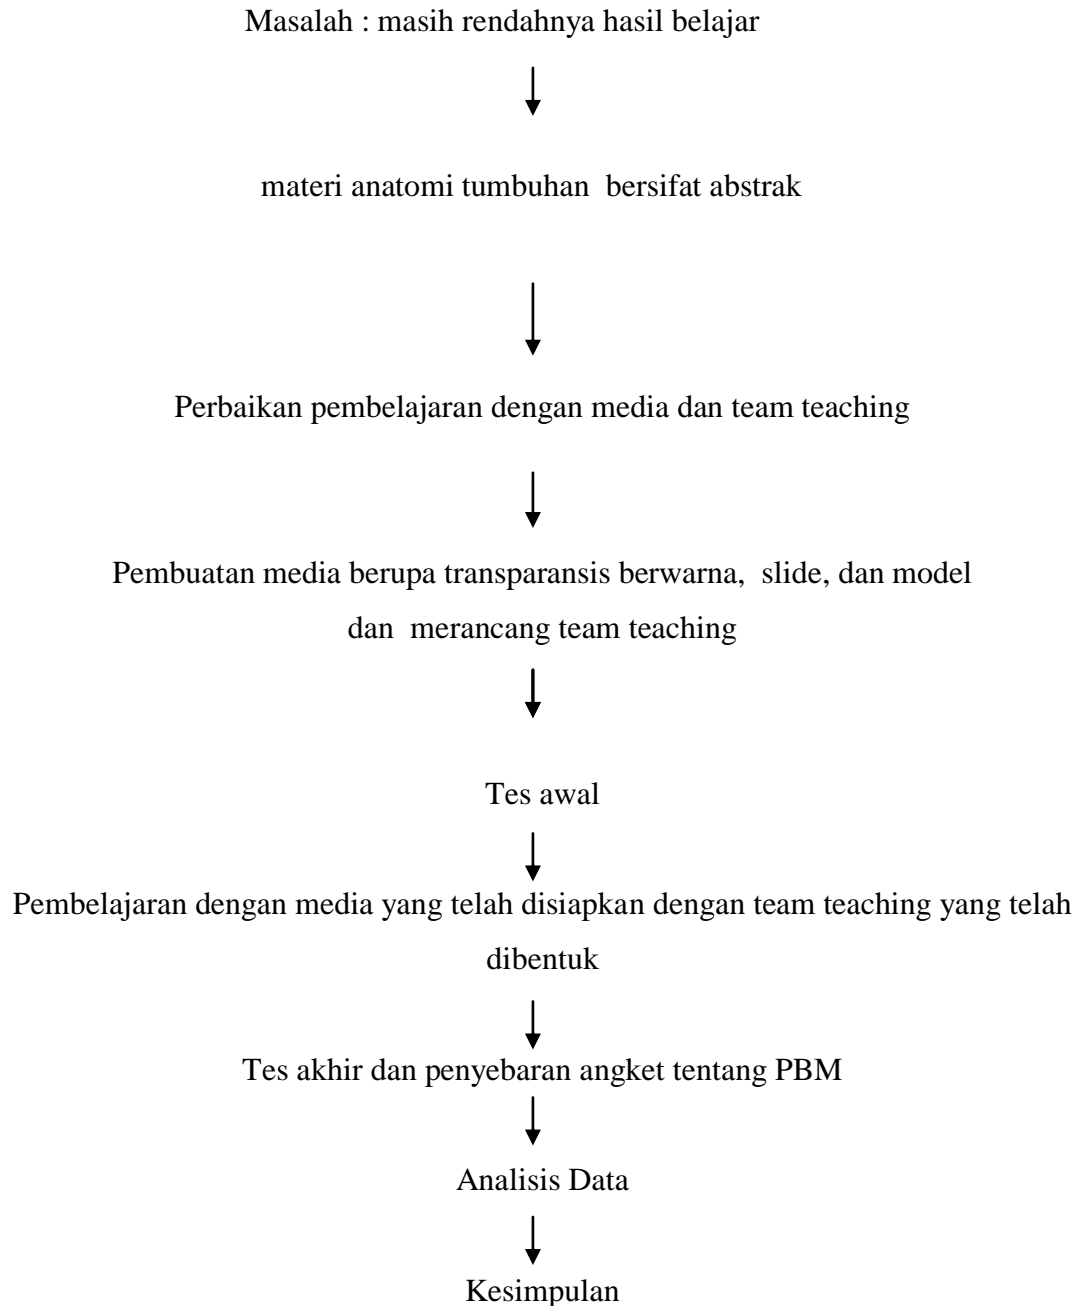 Masalah : masih rendahnya hasil belajar
materi anatomi tumbuhan  bersifat abstrak
Perbaikan pembelajaran dengan media dan team teaching
Pembuatan media berupa transparansis berwarna,  slide, dan model
dan  merancang team teaching
Tes awal
Pembelajaran dengan media yang telah disiapkan dengan team teaching yang telah
dibentuk
Tes akhir dan penyebaran angket tentang PBM
Analisis Data
Kesimpulan